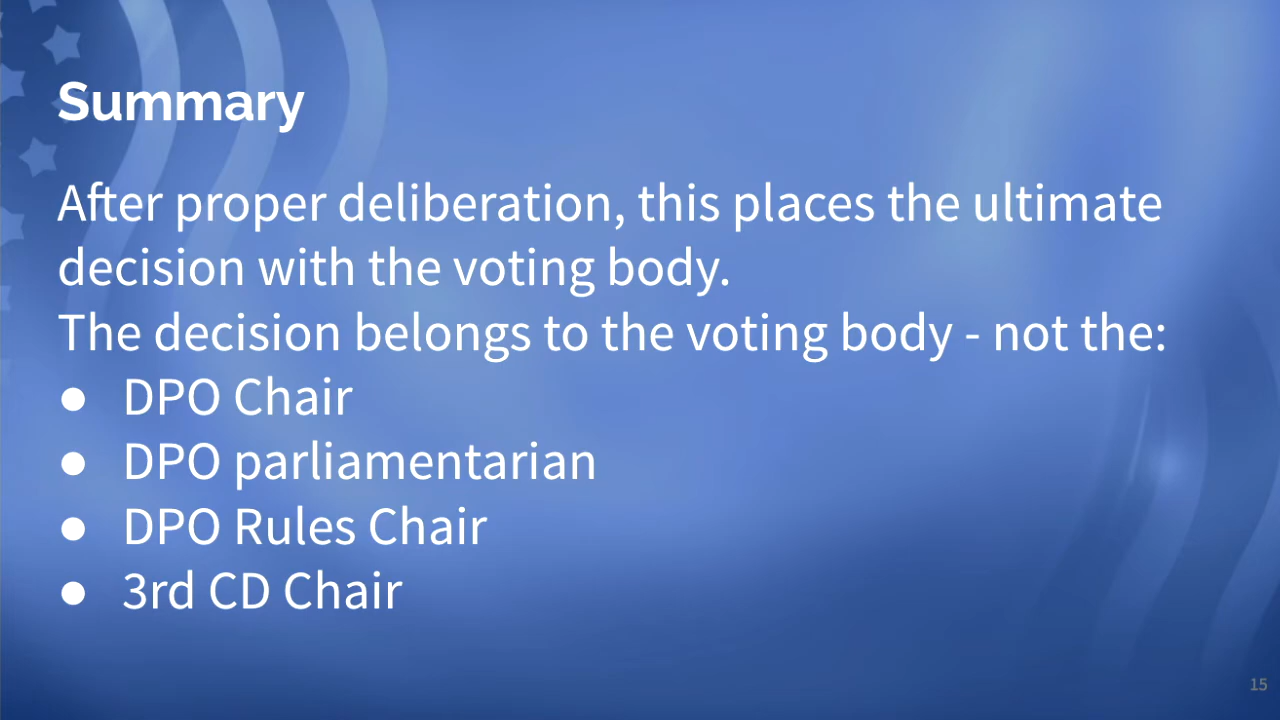 Summary
After proper deliberation, this places the ultimate
decision with the voting body.
The decision belongs to the voting body - not the:
● DPO Chair
● DPO parliamentarian
● DPO Rules Chair
● 3rd CD Chair
15